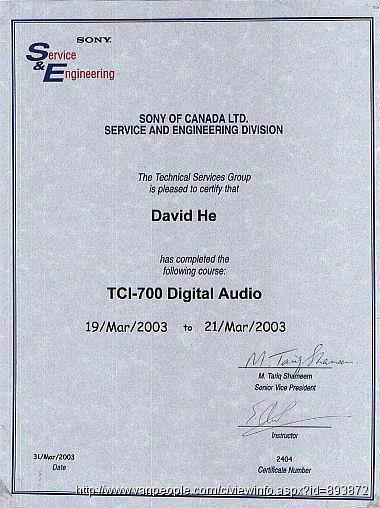 SONY.
Service
& Engineering
SONY OF CANADA LTD.
SERVICE AND ENGINEERING DIVISION
The Technical Services Group
is pleased to certify that
David He
has completed the
following course:
TCI-700 Digital Audio
19/Mar/2003 to 21/Mar/2003
M. Tariq Shameem
M. Tariq Shameem
Senior Vice President
Instructor
31/Mar/2003 2404
Date Certificate Number
http://www.vanpeople.com/c/viewinfo.aspx?id=893872